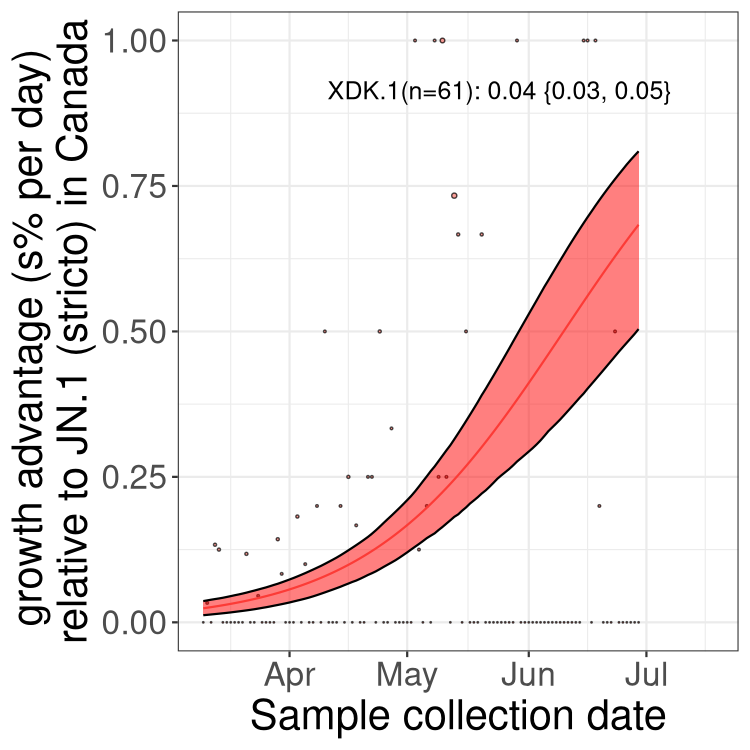 growth advantage (s% per day)
relative to JN.1 (stricto) in Canada
1.00
0.75
0.50
0.25
0.00
XDK.1(n=61): 0.04 {0.03, 0.05}
Apr May Jun Jul
Sample collection date